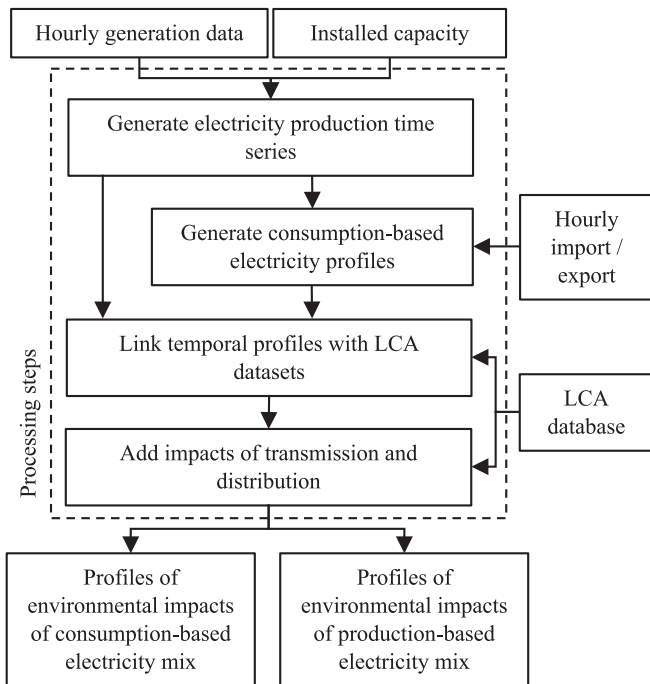 Hourly generation data
Installed capacity
Generate electricity production time
series
Generate consumption-based
electricity profiles
Hourly
import /
export
Link temporal profiles with LCA
datasets
LCA
database
Add impacts of transmission and
distribution
Processing steps
Profiles of
environmental impacts
of consumption-based
electricity mix
Profiles of
environmental impacts
of production-based
electricity mix